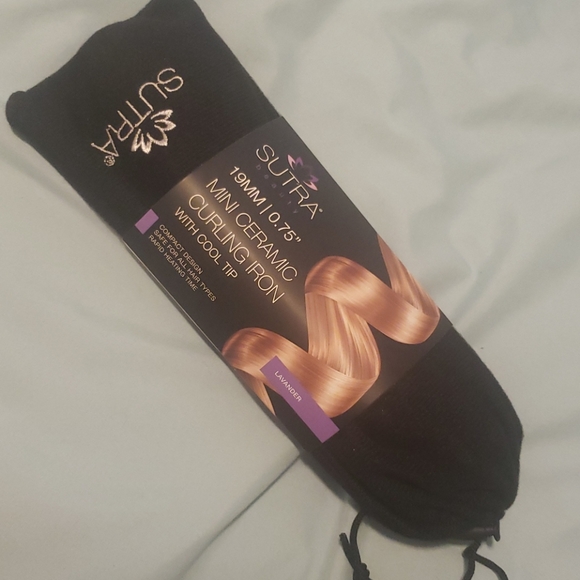 SUTRA®
SUTRA®
beauty
19MM | 0.75"
MINI CERAMIC
CURLING IRON
WITH COOL TIP
COMPACT DESIGN
SAFE FOR ALL HAIR TYPES
RAPID HEATING TIME
LAVANDER